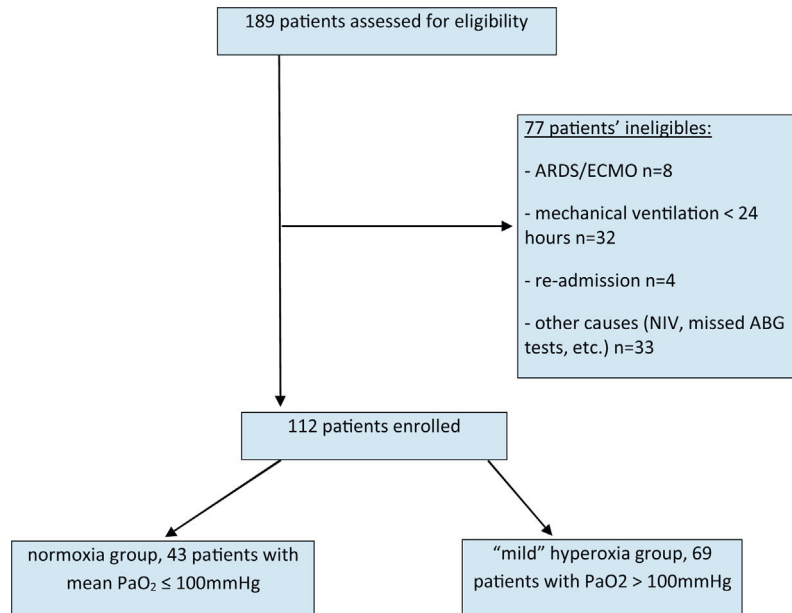 189 patients assessed for eligibility
77 patients’ ineligibles:
- ARDS/ECMO n=8
- mechanical ventilation < 24
hours n=32
- re-admission n=4
- other causes (NIV, missed ABG
tests, etc.) n=33
112 patients enrolled
normoxia group, 43 patients with
mean PaO₂ ≤ 100mmHg
“mild” hyperoxia group, 69
patients with PaO2 > 100mmHg